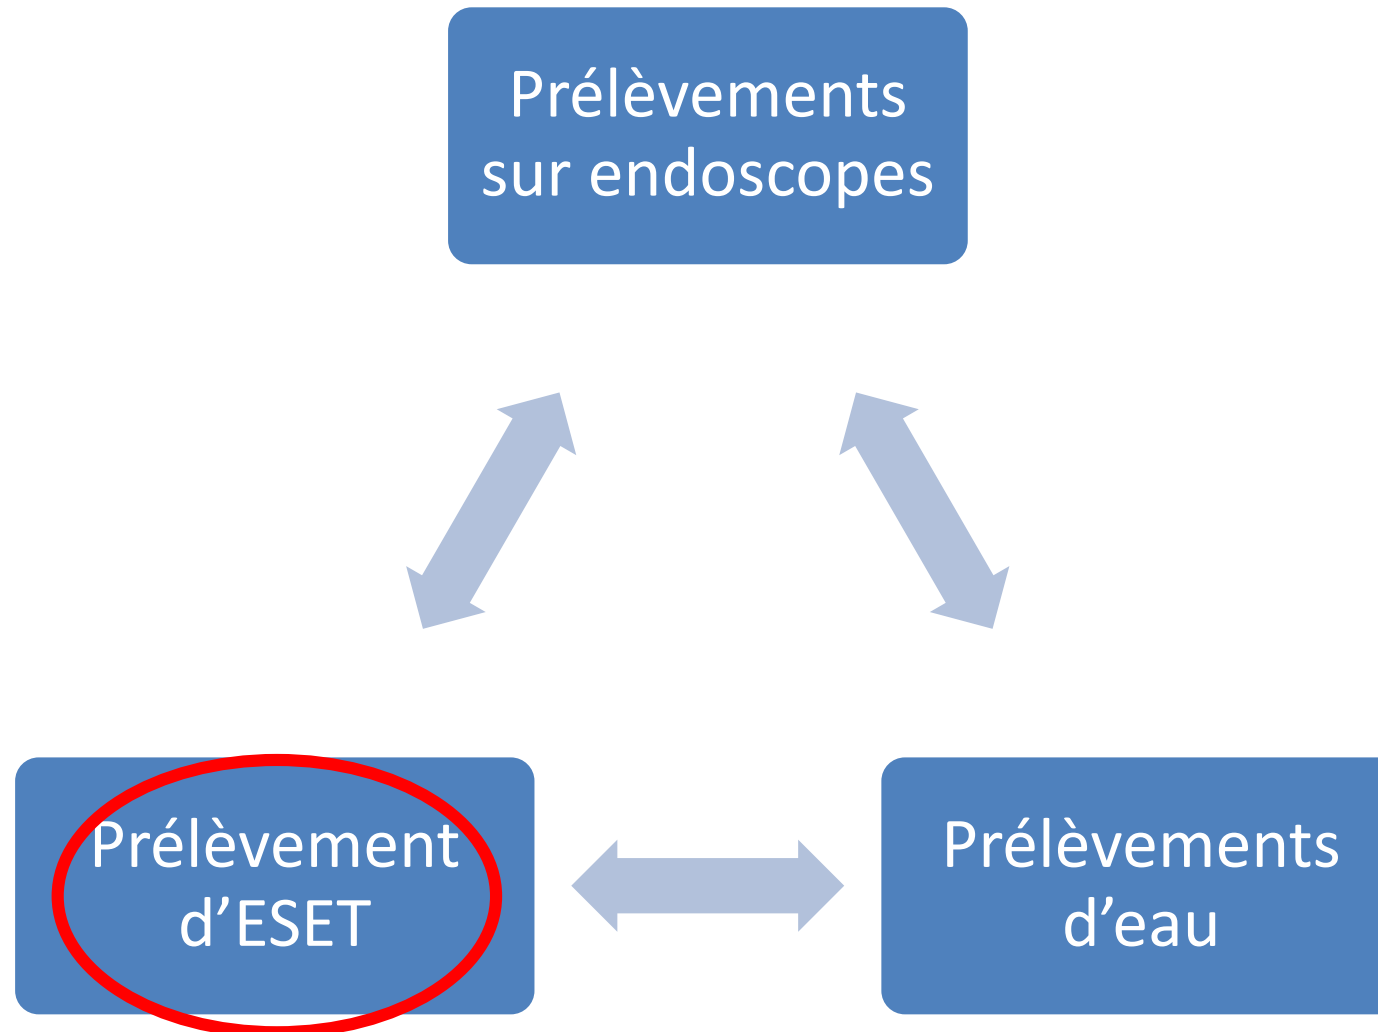 Prélèvements
sur endoscopes
Prélèvement
d’ESET
Prélèvements
d’eau